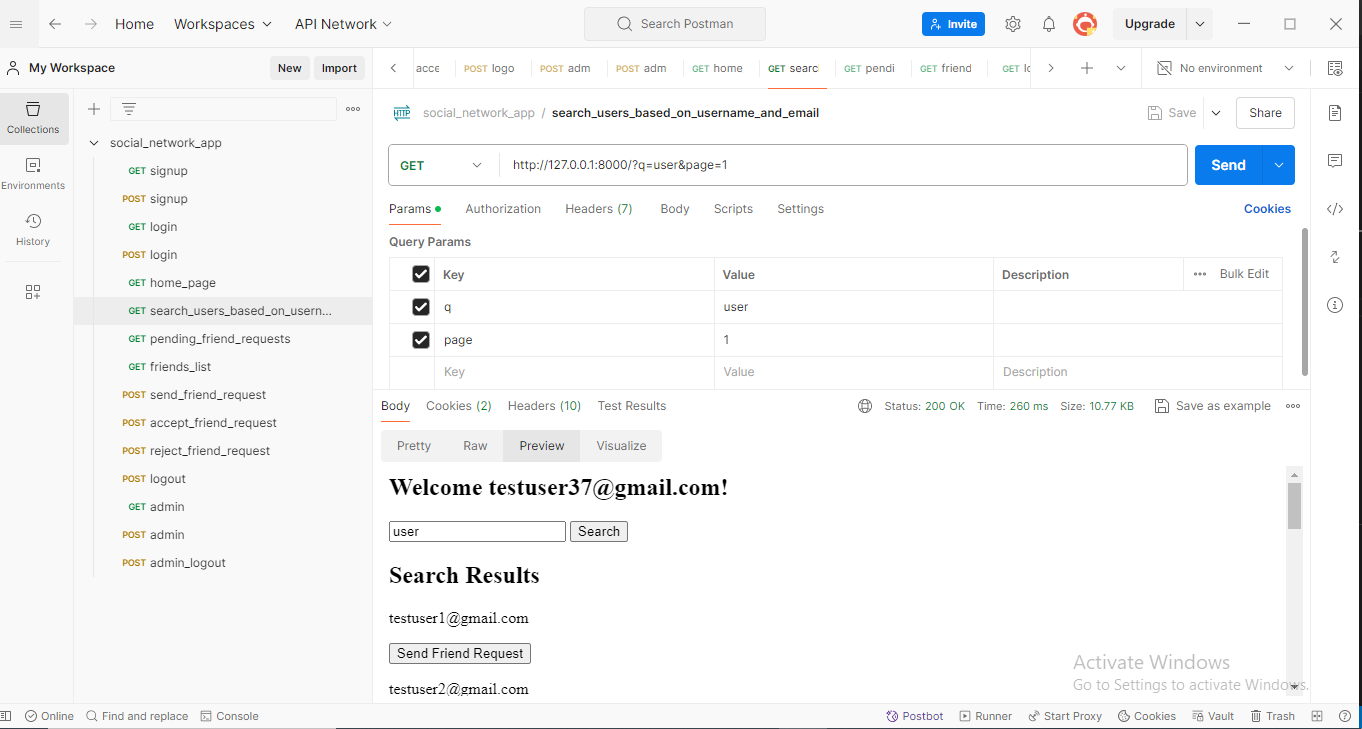 Home Workspaces API Network Search Postman Invite Upgrade
My Workspace New Import
acce POST logo POST adm POST adm GET home GET searc GET pendi GET friend GET lc No environment
Collections
Environments
History
social_network_app
GET signup
POST signup
GET login
POST login
GET home_page
GET search_users_based_on_usern...
GET pending_friend_requests
GET friends_list
POST send_friend_request
POST accept_friend_request
POST reject_friend_request
POST logout
GET admin
POST admin
POST admin_logout
HTTP social_network_app / search_users_based_on_username_and_email Save Share
GET http://127.0.0.1:8000/?q=user&page=1 Send
Params Authorization Headers (7) Body Scripts Settings Cookies
Query Params
Key Value Description Bulk Edit
q user
page 1
Key Value Description
Body Cookies (2) Headers (10) Test Results Status: 200 OK Time: 260 ms Size: 10.77 KB Save as example
Pretty Raw Preview Visualize
Welcome testuser37@gmail.com!
user Search
Search Results
testuser1@gmail.com
Send Friend Request
testuser2@gmail.com
Activate Windows
Go to Settings to activate Windows.
Online Find and replace Console Postbot Runner Start Proxy Cookies Vault Trash